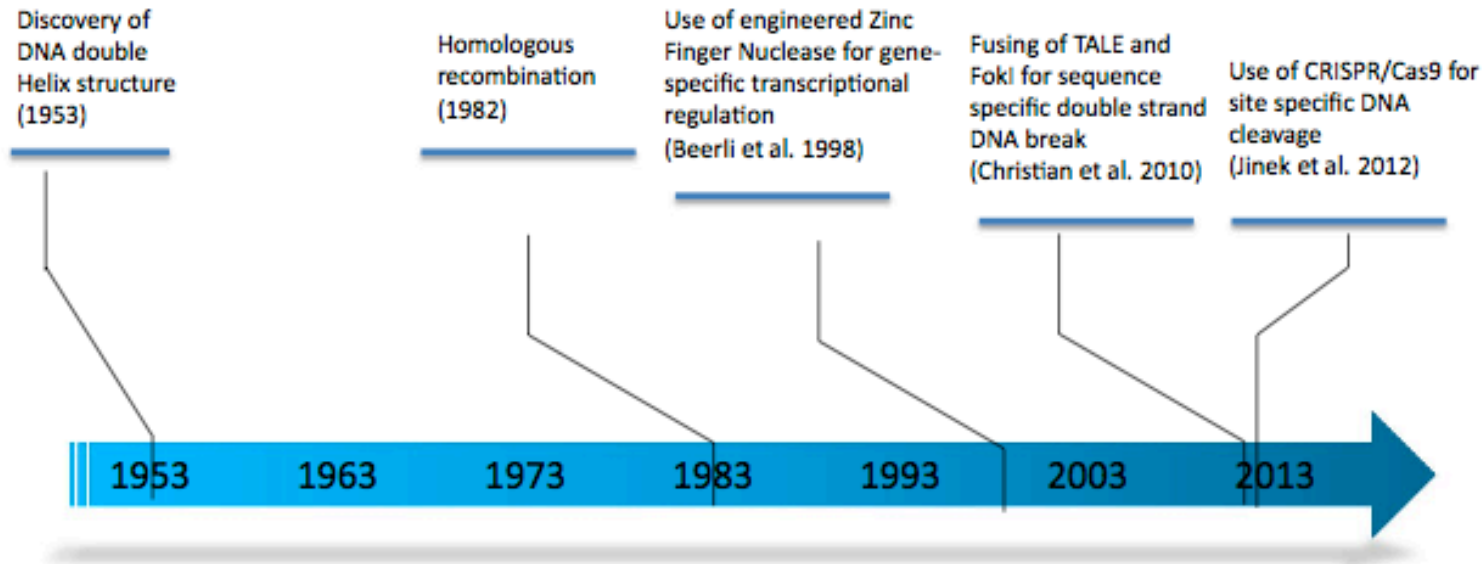 Discovery of
DNA double
Helix structure
(1953)
Homologous
recombination
(1982)
Use of engineered Zinc
Finger Nuclease for gene-
specific transcriptional
regulation
(Beerli et al. 1998)
Fusing of TALE and
FokI for sequence
specific double strand
DNA break
(Christian et al. 2010)
Use of CRISPR/Cas9 for
site specific DNA
cleavage
(Jinek et al. 2012)
1953 1963 1973 1983 1993 2003 2013